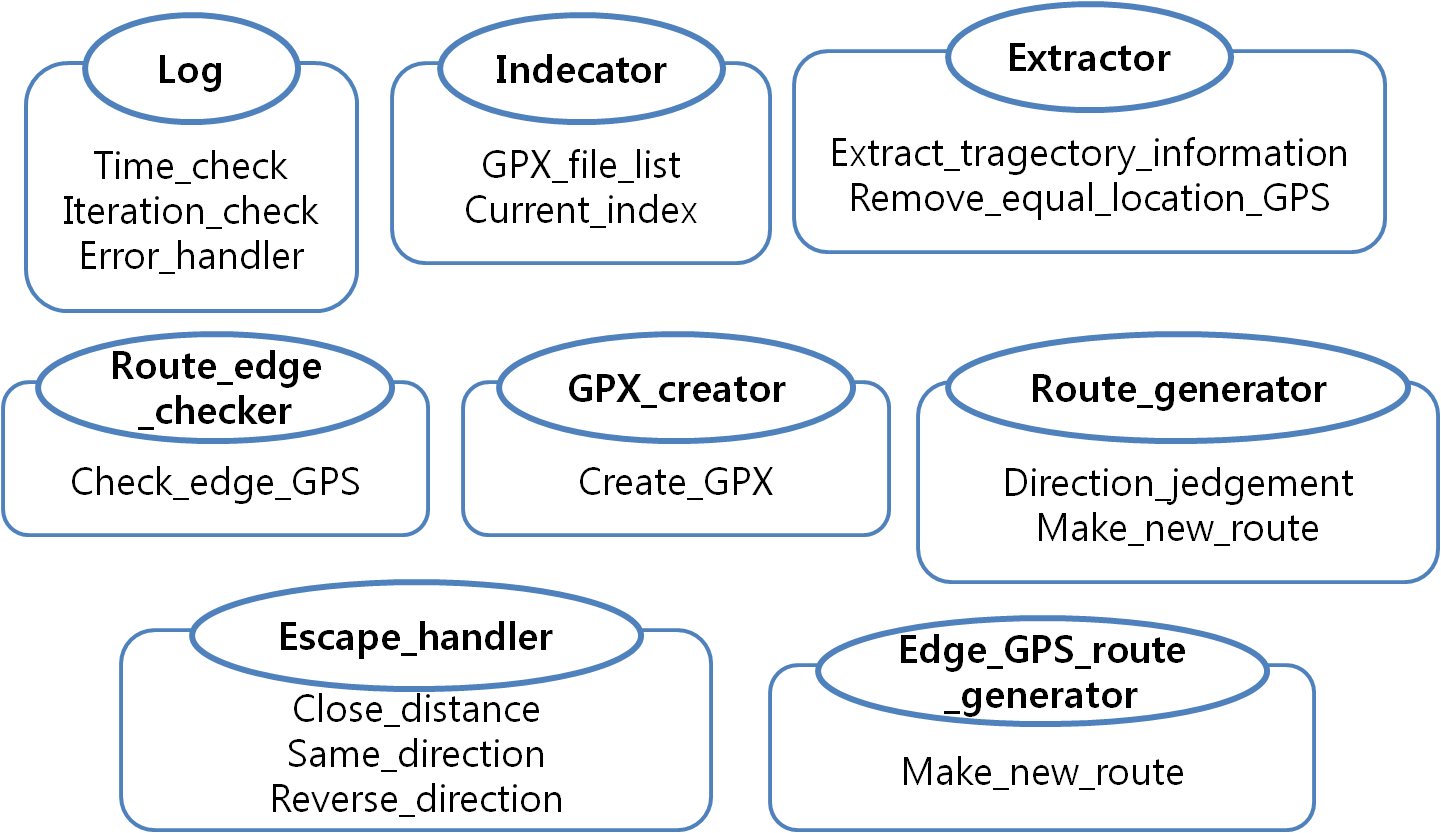 Log
Time_check
Iteration_check
Error_handler
Indecator
GPX_file_list
Current_index
Extractor
Extract_tragectory_information
Remove_equal_location_GPS
Route_edge
_checker
Check_edge_GPS
GPX_creator
Create_GPX
Route_generator
Direction_jedgement
Make_new_route
Escape_handler
Close_distance
Same_direction
Reverse_direction
Edge_GPS_route
_generator
Make_new_route